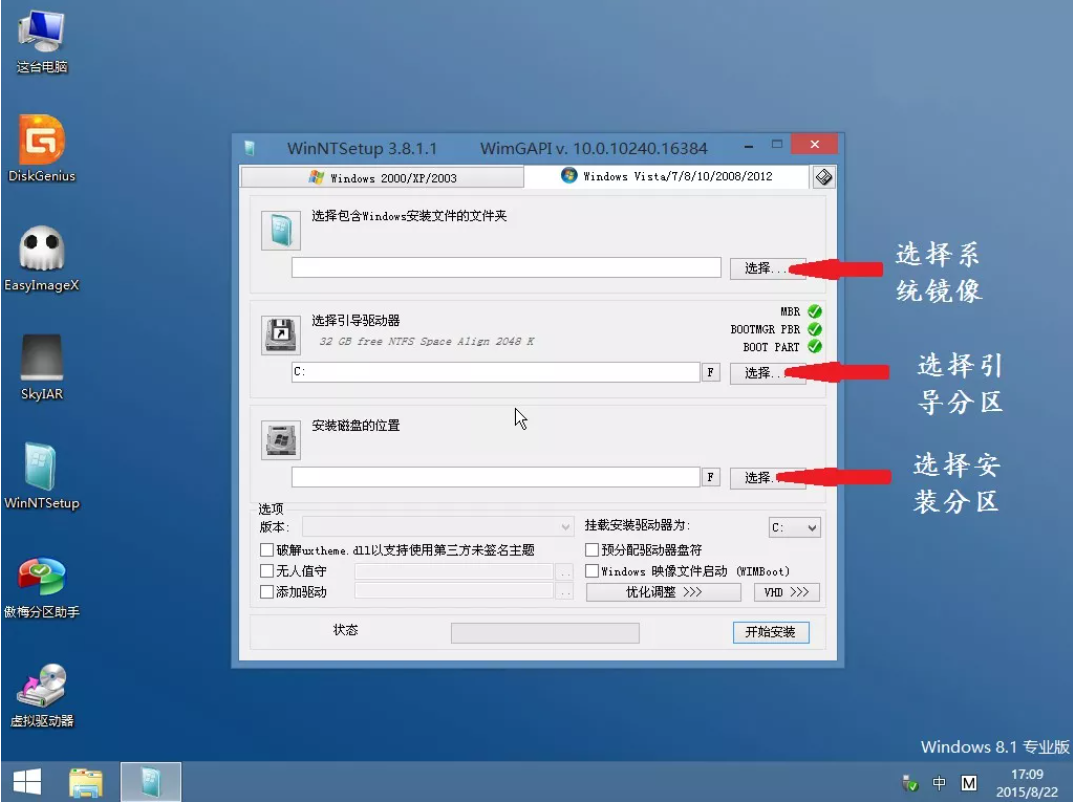 这台电脑
DiskGenius
EasyImageX
SkyIAR
WinNTSetup
傲梅分区助手
虚拟驱动器
WinNTSetup 3.8.1.1 WimGAPI v. 10.0.10240.16384
Windows 2000/XP/2003
Windows Vista/7/8/10/2008/2012
选择包含Windows安装文件的文件夹
选择...
选择引导驱动器
32 GB free NTFS Space Align 2048 K
MBR
BOOTMGR PBR
BOOT PART
C:
F
选择...
安装磁盘的位置
F
选择.
选项
版本:
挂载安装驱动器为:
C:
破解uxtheme.dll以支持使用第三方未签名主题
预分配驱动器盘符
无人值守
..
Windows 映像文件启动 (WIMBoot)
添加驱动
..
优化调整 >>>
VHD >>>
状态
开始安装
选择系
统镜像
选择引
导分区
选择安
装分区
Windows 8.1 专业版
中
M
17:09
2015/8/22